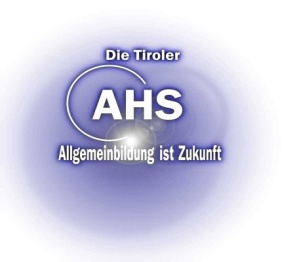 Die Tiroler
AHS
Allgemeinbildung ist Zukunft